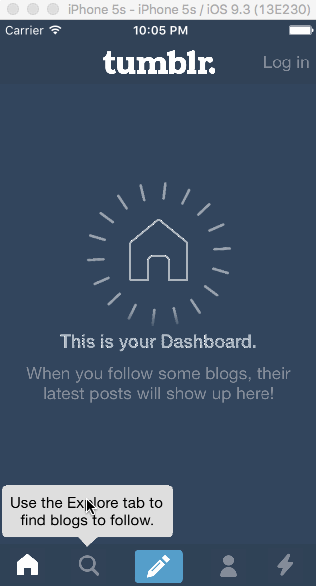 iPhone 5s - iPhone 5s / iOS 9.3 (13E230)
Carrier 10:05 PM
tumblr. Log in
This is your Dashboard.
When you follow some blogs, their
latest posts will show up here!
Use the Explore tab to
find blogs to follow.